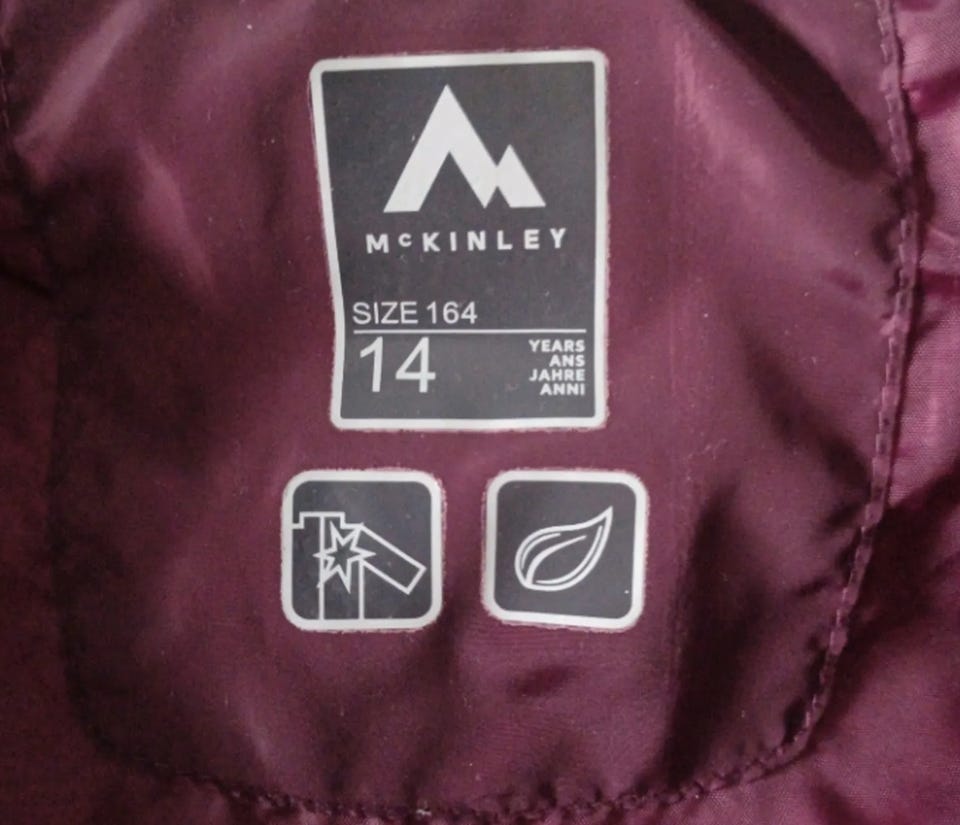 McKINLEY
SIZE 164
14
YEARS
ANS
JAHRE
ANNI